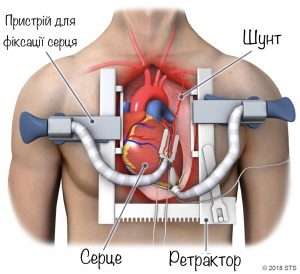 Пристрій для
фіксації серця
Шунт
Серце
Ретрактор
© 2018 STS